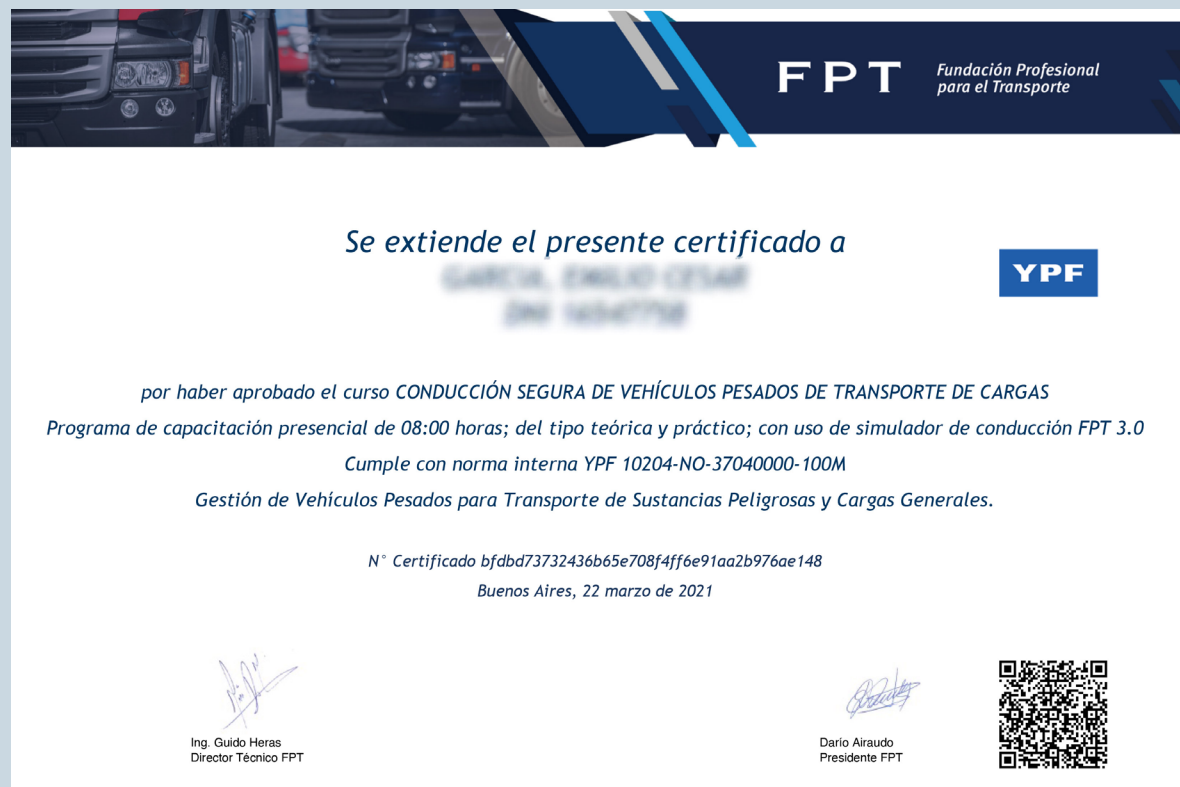 FPT
Fundación Profesional
para el Transporte
Se extiende el presente certificado a
YPF
por haber aprobado el curso CONDUCCIÓN SEGURA DE VEHÍCULOS PESADOS DE TRANSPORTE DE CARGAS
Programa de capacitación presencial de 08:00 horas; del tipo teórica y práctico; con uso de simulador de conducción FPT 3.0
Cumple con norma interna YPF 10204-NO-37040000-100M
Gestión de Vehículos Pesados para Transporte de Sustancias Peligrosas y Cargas Generales.
N° Certificado bfdbd73732436b65e708f4ff6e91aa2b976ae148
Buenos Aires, 22 marzo de 2021
Ing. Guido Heras
Director Técnico FPT
Darío Airaudo
Presidente FPT